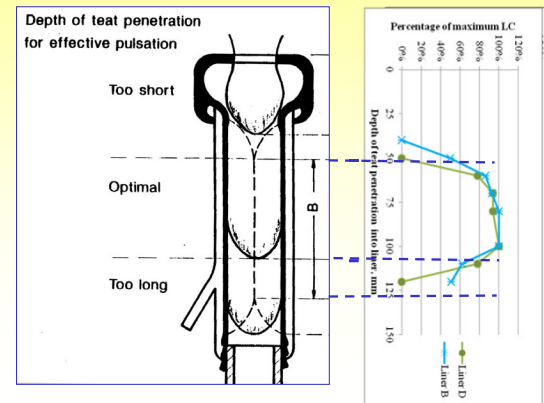 Depth of teat penetration
for effective pulsation
Too short
Optimal
Too long
B
Percentage of maximum LC
0%
20%
40%
60%
80%
100%
120%
Depth of teat penetration into liner, mm
0
25
50
75
100
125
150
Liner D
Liner B